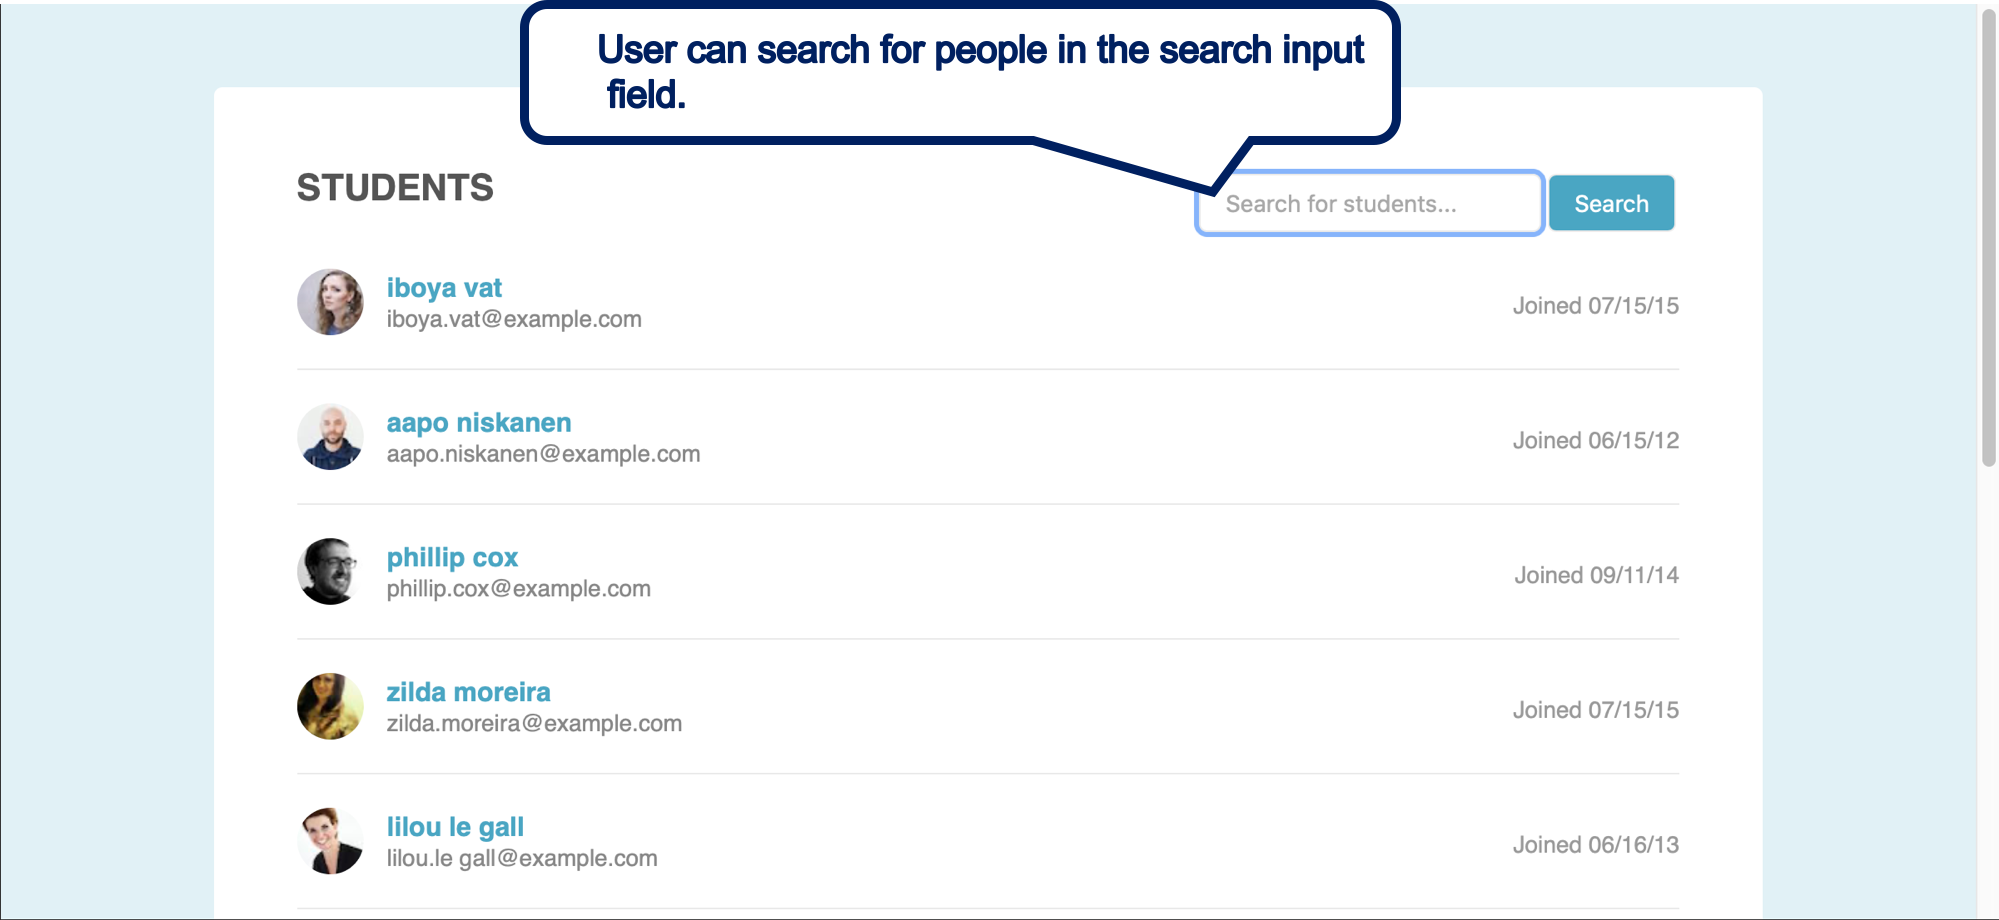 User can search for people in the search input
field.
STUDENTS
Search for students...
Search
iboya vat
iboya.vat@example.com
Joined 07/15/15
aapo niskanen
aapo.niskanen@example.com
Joined 06/15/12
phillip cox
phillip.cox@example.com
Joined 09/11/14
zilda moreira
zilda.moreira@example.com
Joined 07/15/15
lilou le gall
lilou.le gall@example.com
Joined 06/16/13